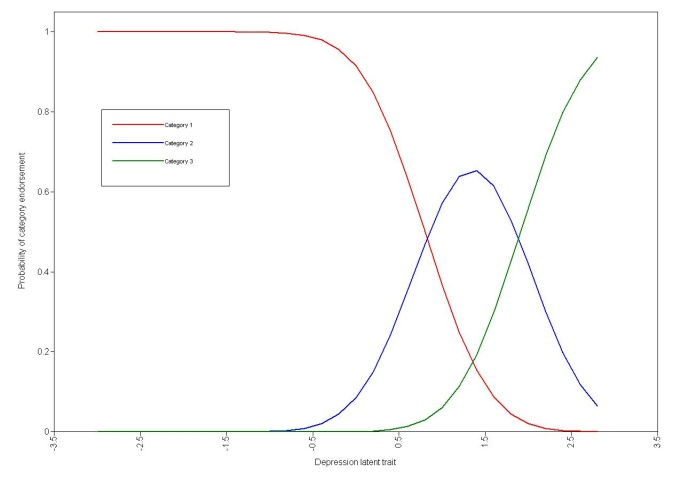 1
0.8
0.6
0.4
0.2
0
Probability of category endorsement
Category 1
Category 2
Category 3
-3.5
-2.5
-1.5
-0.5
0.5
1.5
2.5
3.5
Depression latent trait